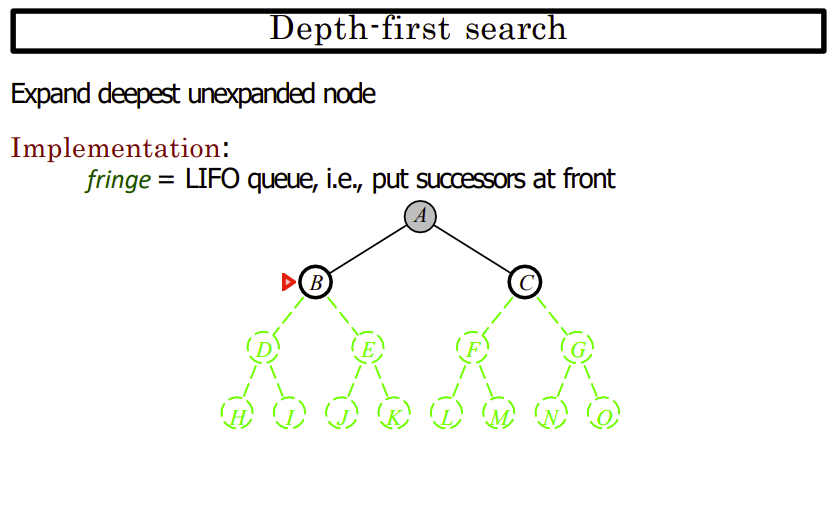 Depth-first search
Expand deepest unexpanded node
Implementation:
fringe = LIFO queue, i.e., put successors at front
A
B C
D E F G
H I J K L M N O